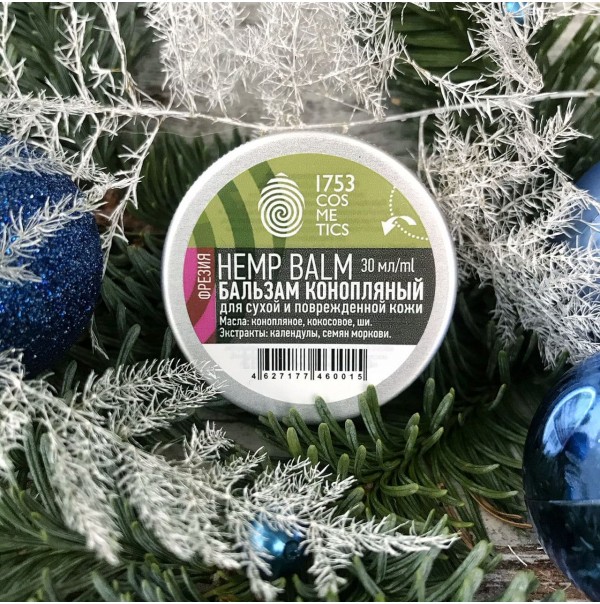 1753
COS
ME
TICS
ФРЕЗИЯ
HEMP BALM 30 мл/ml
БАЛЬЗАМ КОНОПЛЯНЫЙ
для сухой и поврежденной кожи
Масла: конопляное, кокосовое, ши.
Экстракты: календулы, семян моркови.
4 627177 460015